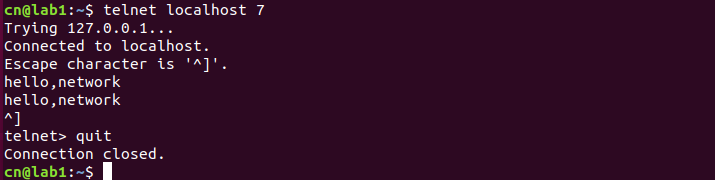 cn@lab1:~$ telnet localhost 7
Trying 127.0.0.1...
Connected to localhost.
Escape character is '^]'.
hello,network
hello,network
^]
telnet> quit
Connection closed.
cn@lab1:~$